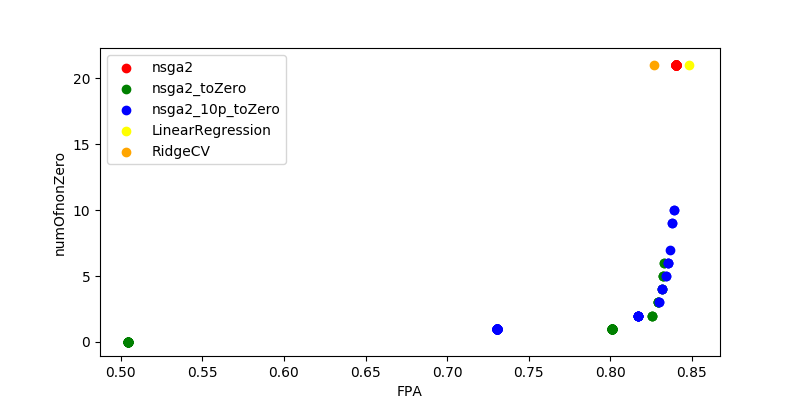 nsga2
nsga2_toZero
nsga2_10p_toZero
LinearRegression
RidgeCV
numOfnonZero
20
15
10
5
0
0.50 0.55 0.60 0.65 0.70 0.75 0.80 0.85
FPA